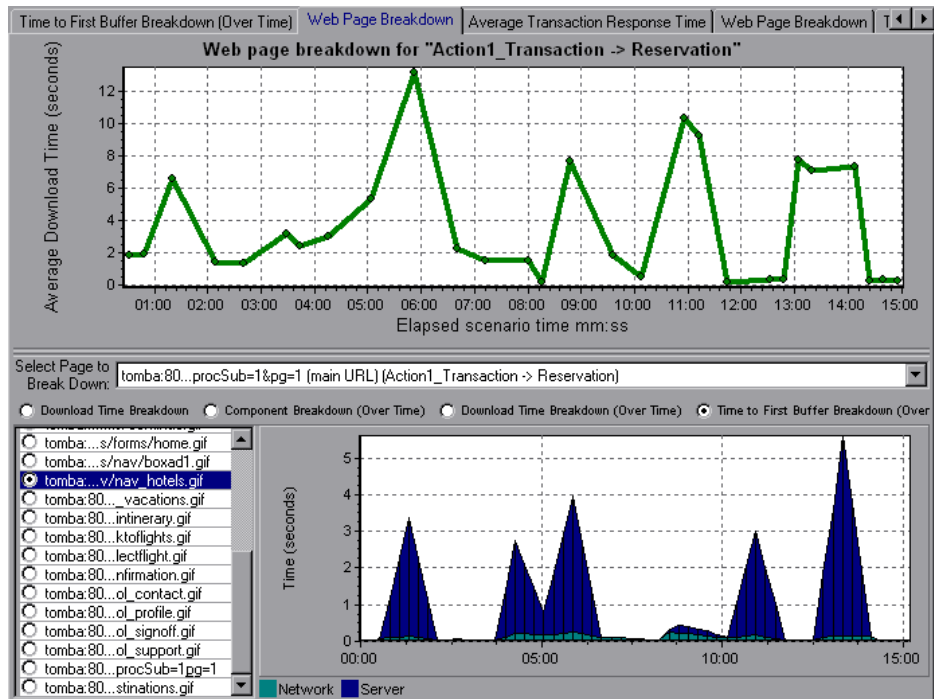 Time to First Buffer Breakdown (Over Time) Web Page Breakdown Average Transaction Response Time Web Page Breakdown
Web page breakdown for "Action1_Transaction -> Reservation"
Average Download Time (seconds)
12
10
8
6
4
2
0
01:00 02:00 03:00 04:00 05:00 06:00 07:00 08:00 09:00 10:00 11:00 12:00 13:00 14:00 15:00
Elapsed scenario time mm:ss
Select Page to
Break Down:
tomba:80...procSub=1&pg=1 (main URL) (Action1_Transaction -> Reservation)
Download Time Breakdown Component Breakdown (Over Time) Download Time Breakdown (Over Time) Time to First Buffer Breakdown (Over
tomba:...s/forms/home.gif
tomba:...s/nav/boxad1.gif
tomba:...v/nav_hotels.gif
tomba:80..._vacations.gif
tomba:80...intinerary.gif
tomba:80...ktoflights.gif
tomba:80...lectflight.gif
tomba:80...nfirmation.gif
tomba:80...ol_contact.gif
tomba:80...ol_profile.gif
tomba:80...ol_signoff.gif
tomba:80...ol_support.gif
tomba:80...procSub=1pg=1
tomba:80...stinations.gif
Time (seconds)
5
4
3
2
1
0
00:00 05:00 10:00 15:00
Network Server